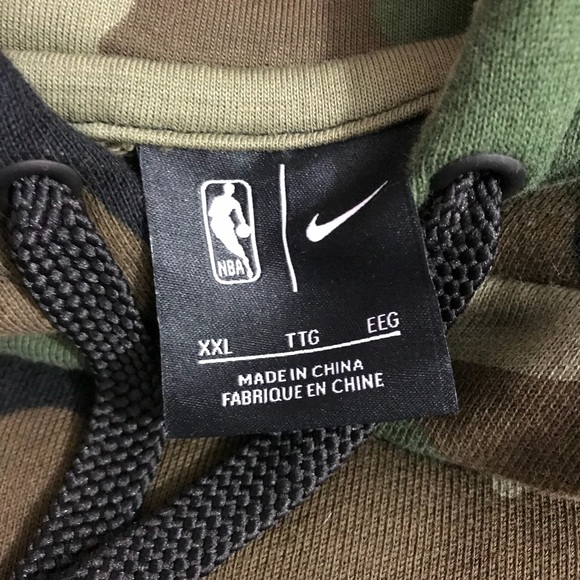 NBA
XXL TTG EEG
MADE IN CHINA
FABRIQUE EN CHINE